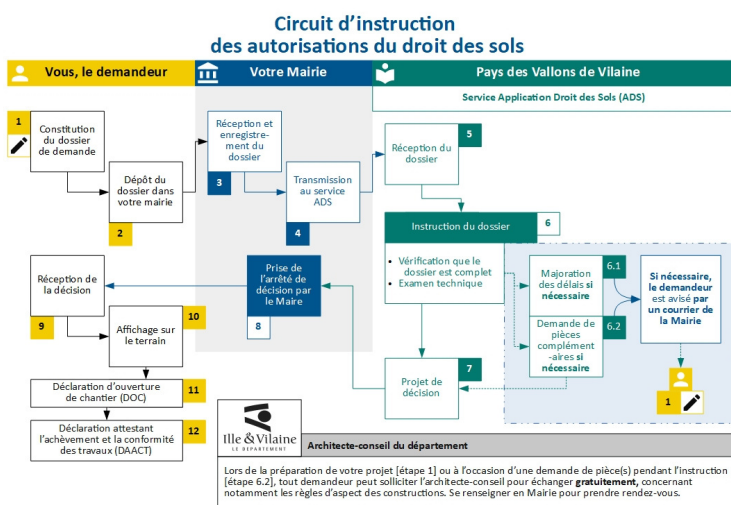 Circuit d'instruction
des autorisations du droit des sols
Vous, le demandeur
Votre Mairie
Pays des Vallons de Vilaine
Service Application Droit des Sols (ADS)
1
Constitution
du dossier
de demande
Dépôt du
dossier dans
votre mairie
2
Réception et
enregistre-
ment du
dossier
3
Transmission
au service
ADS
4
Réception du
dossier
5
Instruction du dossier
6
• Vérification que le
dossier est complet
• Examen technique
Majoration
des délais si
nécessaire
6.1
Demande de
pièces
complément
-aires si
nécessaire
6.2
Si nécessaire,
le demandeur
est avisé par
un courrier de
la Mairie
1
Projet de
décision
7
Prise de
l'arrêté de
décision par
le Maire
8
Réception de
la décision
9
Affichage sur
le terrain
10
Déclaration d'ouverture
de chantier (DOC)
11
Déclaration attestant
l'achèvement et la conformité
des travaux (DAACT)
12
Ille & Vilaine
LE DEPARTEMENT
Architecte-conseil du département
Lors de la préparation de votre projet [étape 1] ou à l'occasion d'une demande de pièce(s) pendant l'instruction
[étape 6.2], tout demandeur peut solliciter l'architecte-conseil pour échanger gratuitement, concernant
notamment les règles d'aspect des constructions. Se renseigner en Mairie pour prendre rendez-vous.